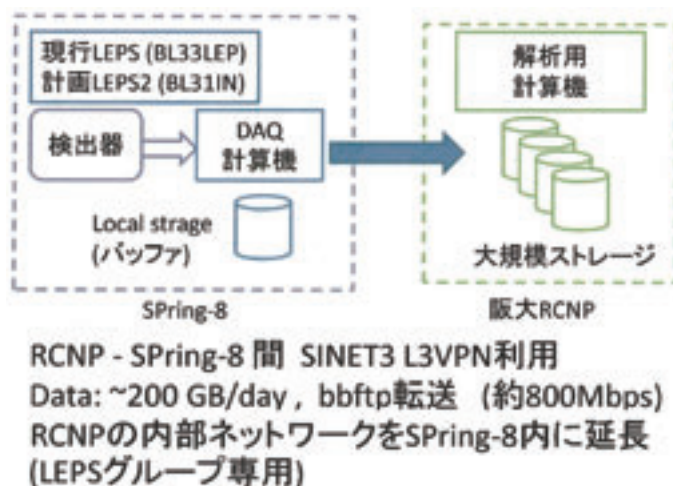 現行LEPS (BL33LEP)
計画LEPS2 (BL31IN)
検出器
DAQ
計算機
Local strage
(バッファ)
SPring-8
解析用
計算機
大規模ストレージ
阪大RCNP
RCNP - SPring-8 間 SINET3 L3VPN利用
Data: ~200 GB/day , bbftp転送 (約800Mbps)
RCNPの内部ネットワークをSPring-8内に延長
(LEPSグループ専用)